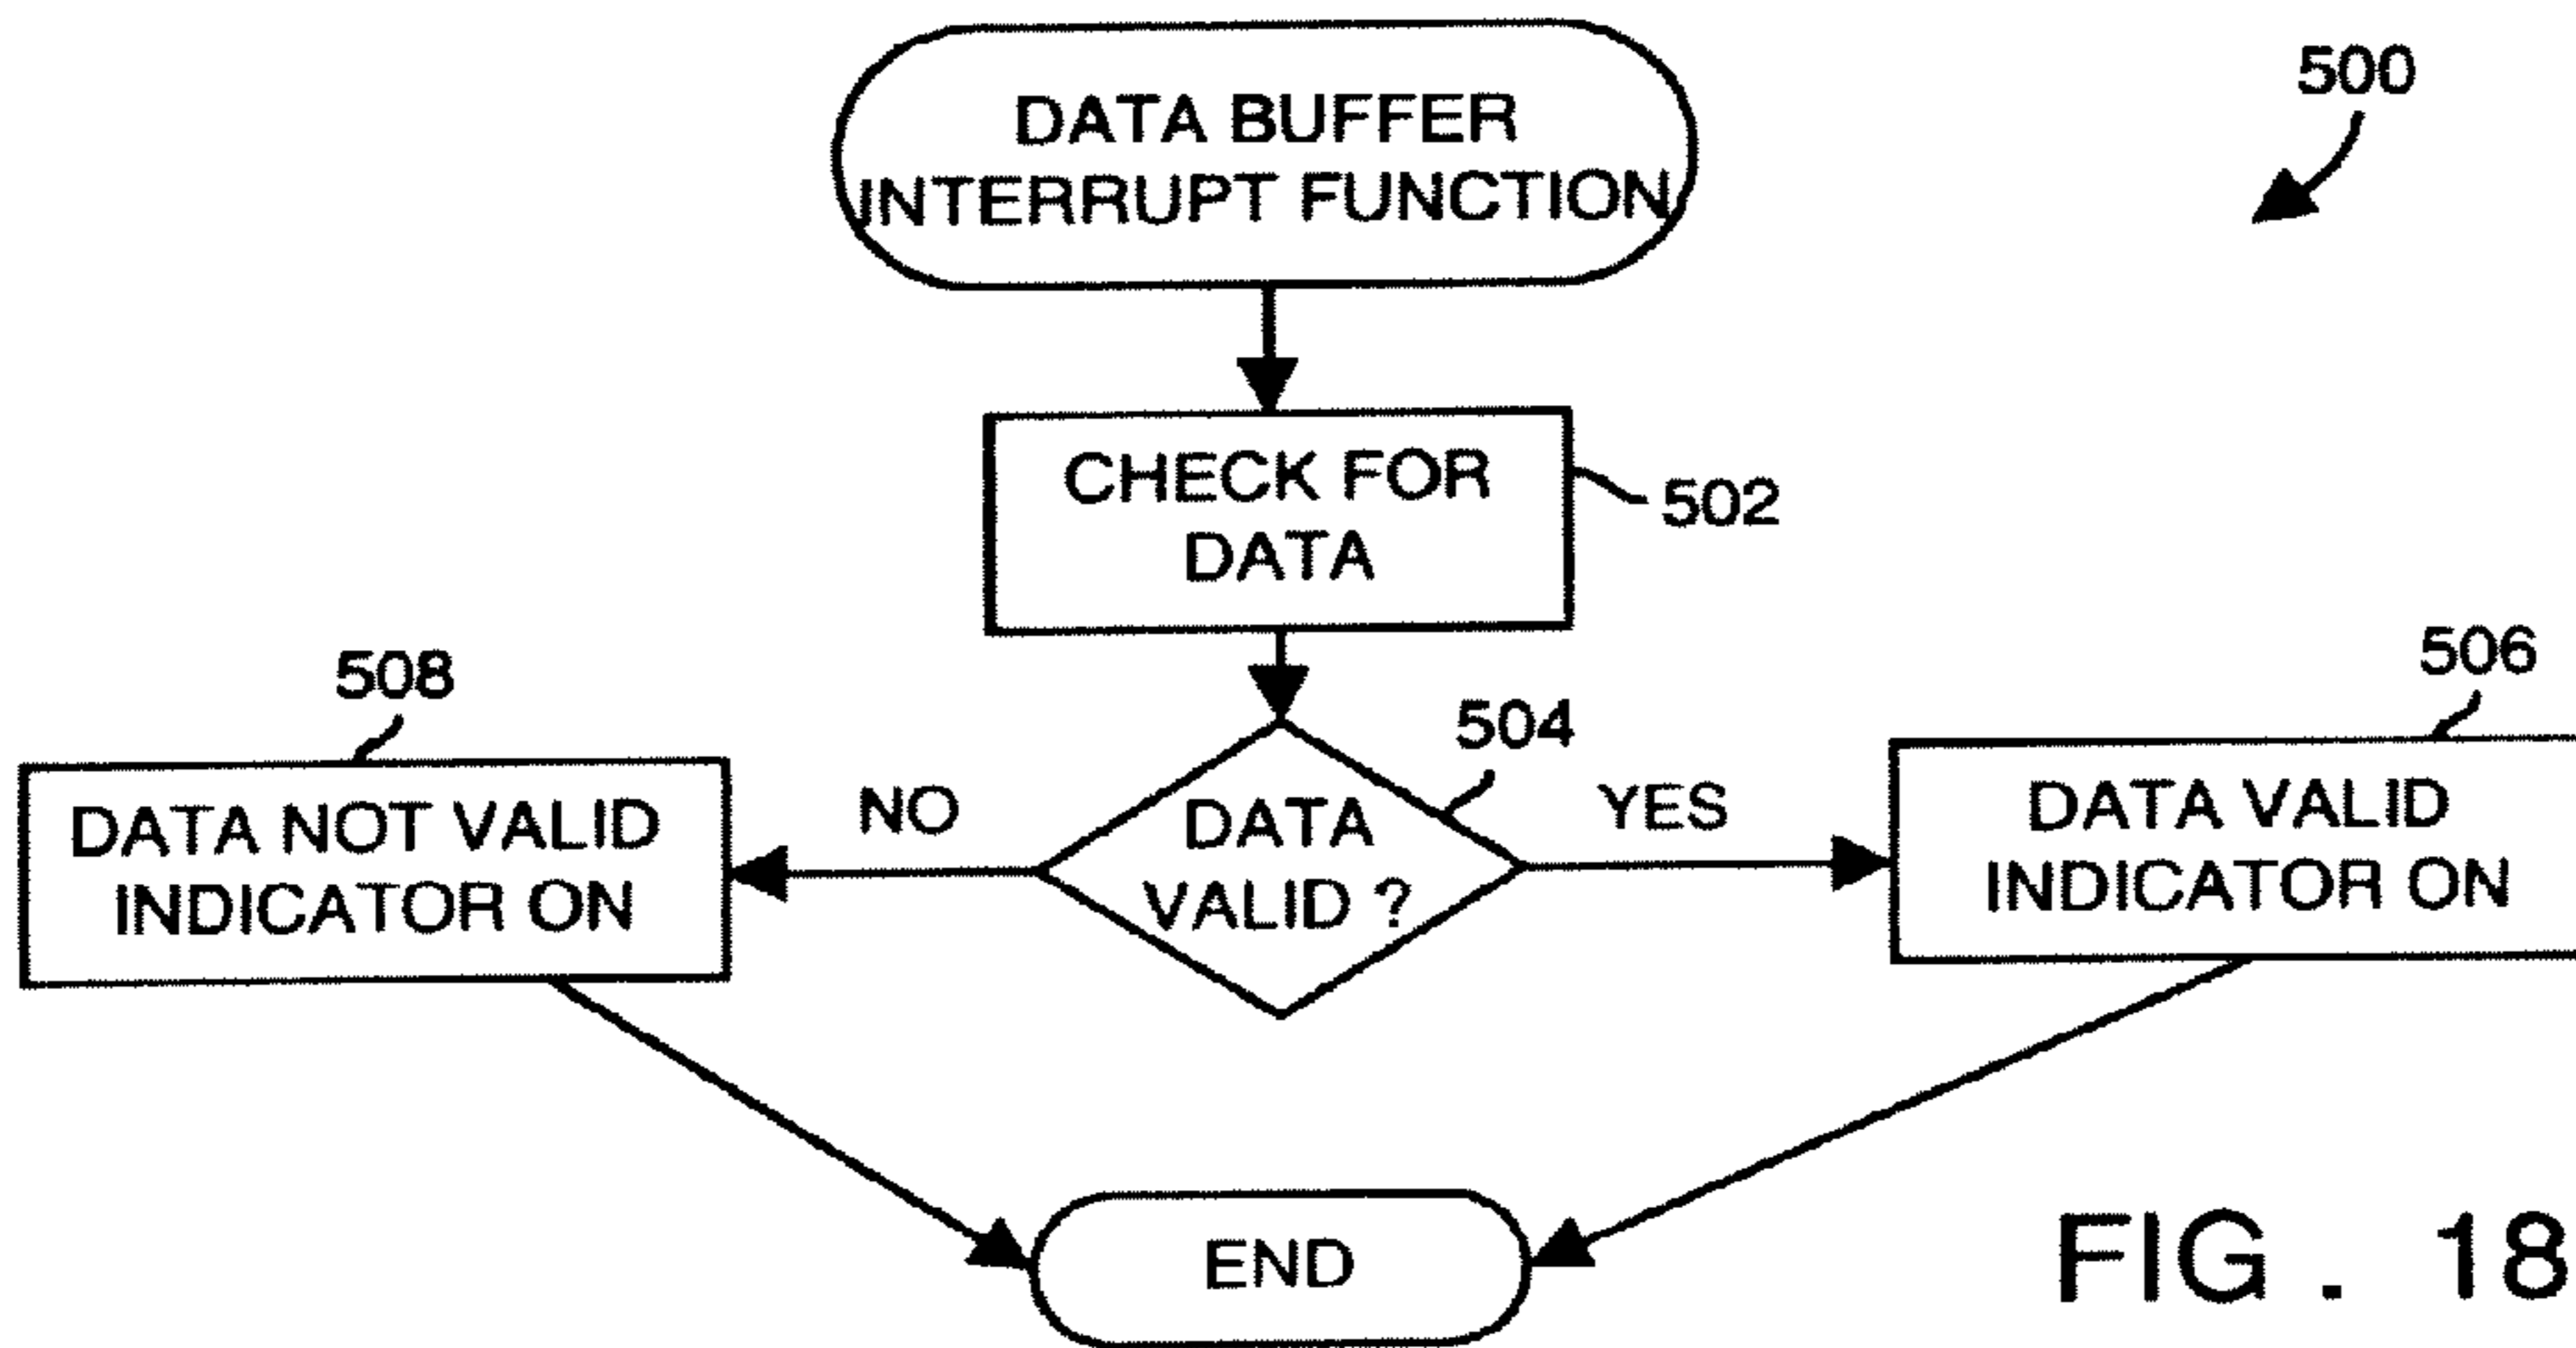 DATA BUFFER
INTERRUPT FUNCTION
500
CHECK FOR
DATA
502
508
504
506
DATA NOT VALID
INDICATOR ON
NO
DATA
VALID ?
YES
DATA VALID
INDICATOR ON
END
FIG . 18